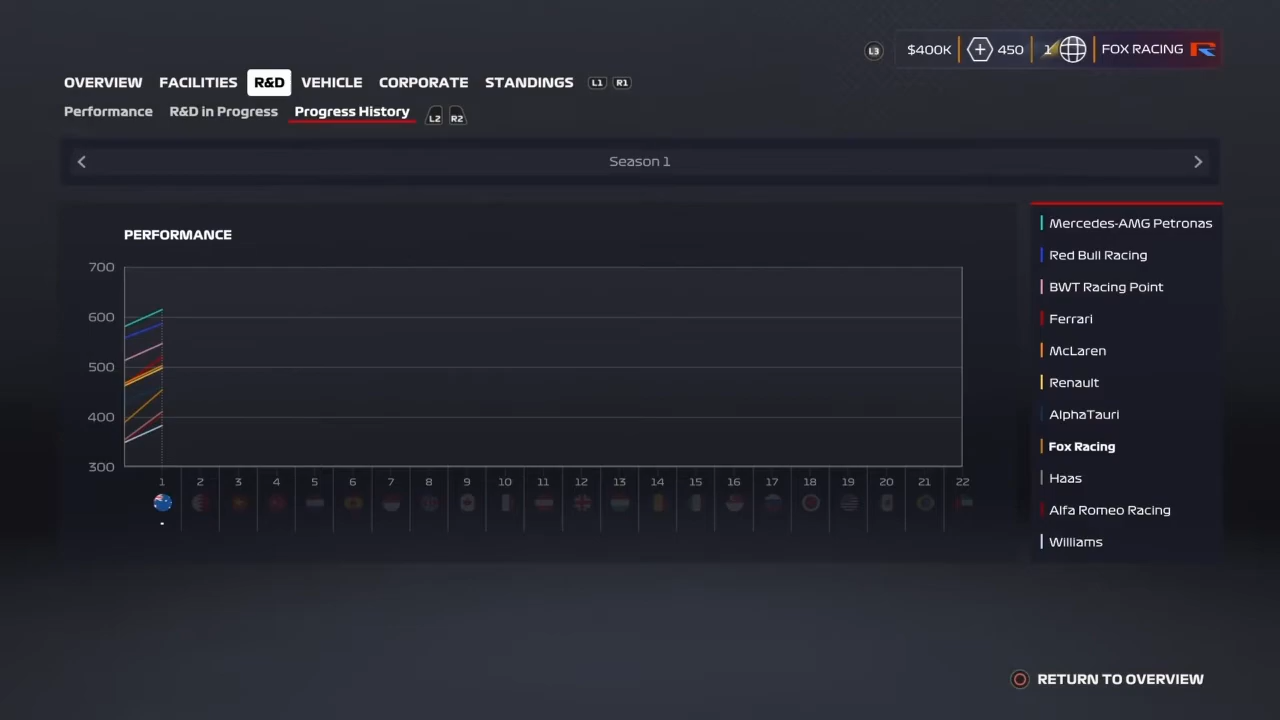 L3 $400K 450 1 FOX RACING
OVERVIEW FACILITIES R&D VEHICLE CORPORATE STANDINGS L1 R1
Performance R&D in Progress Progress History L2 R2
Season 1
PERFORMANCE
700
600
500
400
300
1 2 3 4 5 6 7 8 9 10 11 12 13 14 15 16 17 18 19 20 21 22
Mercedes-AMG Petronas
Red Bull Racing
BWT Racing Point
Ferrari
McLaren
Renault
AlphaTauri
Fox Racing
Haas
Alfa Romeo Racing
Williams
RETURN TO OVERVIEW